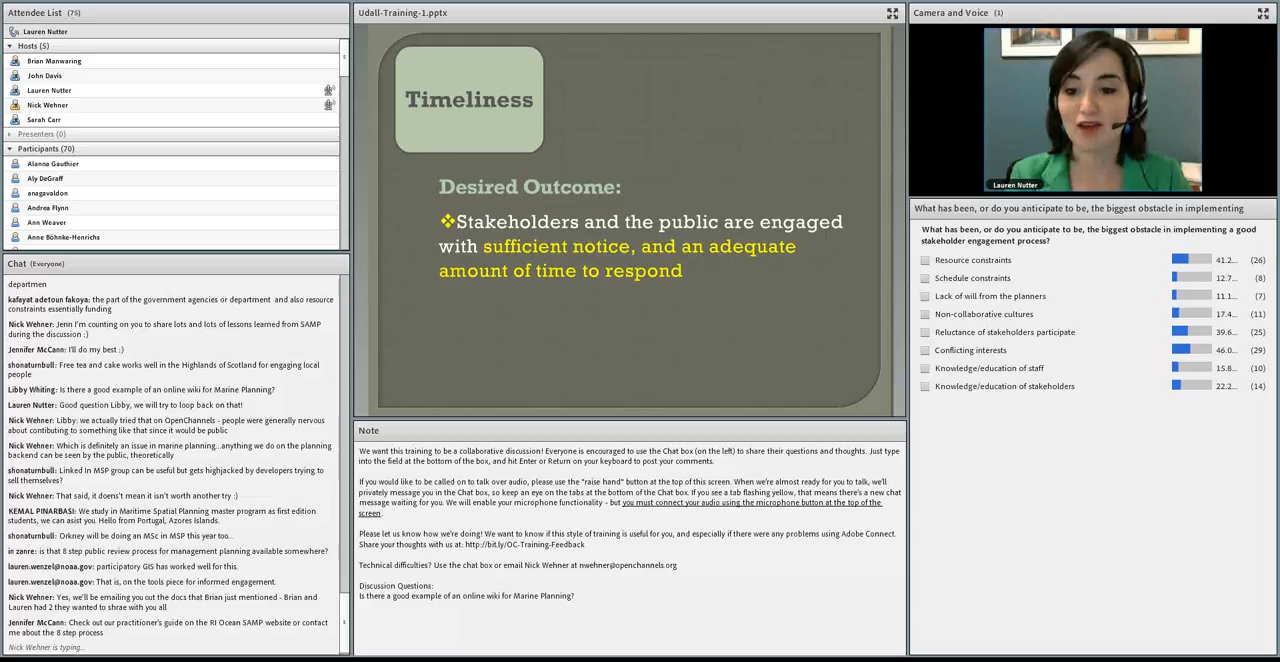 Attendee List (75)
Lauren Nutter
Hosts (5)
Brian Manwaring
John Davis
Lauren Nutter
Nick Wehner
Sarah Carr
Presenters (0)
Participants (70)
Alanna Gauthier
Aly DeGraff
anagavaldon
Andrea Flynn
Ann Weaver
Anne Böhnke-Henrichs
Chat (Everyone)
departmen
kafayat adetoun fakoya: the part of the government agencies or department and also resource
constraints essentially funding
Nick Wehner: Jenn I'm counting on you to share lots and lots of lessons learned from SAMP
during the discussion ;)
Jennifer McCann: I'll do my best :)
shonaturnbull: Free tea and cake works well in the Highlands of Scotland for engaging local
people
Libby Whiting: Is there a good example of an online wiki for Marine Planning?
Lauren Nutter: Good question Libby, we will try to loop back on that!
Nick Wehner: Libby: we actually tried that on OpenChannels - people were generally nervous
about contibuting to something like that since it would be public
Nick Wehner: Which is definitely an issue in marine planning...anything we do on the planning
backend can be seen by the public, theoretically
shonaturnbull: Linked In MSP group can be useful but gets highjacked by developers trying to
sell themselves?
Nick Wehner: That said, it doens't mean it isn't worth another try :)
KEMAL PINARBASI: We study in Maritime Spatial Planning master program as first edition
students, we can asist you. Hello from Portugal, Azores Islands.
shonaturnbull: Orkney will be doing an MSc in MSP this year too...
in zanre: is that 8 step public review process for management planning available somewhere?
lauren.wenzel@noaa.gov: participatory GIS has worked well for this.
lauren.wenzel@noaa.gov: That is, on the tools piece for informed engagement.
Nick Wehner: Yes, we'll be emailing you out the docs that Brian just mentioned - Brian and
Lauren had 2 they wanted to shrae with you all
Jennifer McCann: Check out our practitioner's guide on the RI Ocean SAMP website or contact
me about the 8 step process
Nick Wehner is typing...
Udall-Training-1.pptx
Timeliness
Desired Outcome:
❖Stakeholders and the public are engaged
with sufficient notice, and an adequate
amount of time to respond
Note
We want this training to be a collaborative discussion! Everyone is encouraged to use the Chat box (on the left) to share their questions and thoughts. Just type
into the field at the bottom of the box, and hit Enter or Return on your keyboard to post your comments.
If you would like to be called on to talk over audio, please use the "raise hand" button at the top of this screen. When we're almost ready for you to talk, we'll
privately message you in the Chat box, so keep an eye on the tabs at the bottom of the Chat box. If you see a tab flashing yellow, that means there's a new chat
message waiting for you. We will enable your microphone functionality - but you must connect your audio using the microphone button at the top of the
screen.
Please let us know how we're doing! We want to know if this style of training is useful for you, and especially if there were any problems using Adobe Connect.
Share your thoughts with us at: http://bit.ly/OC-Training-Feedback
Technical difficulties? Use the chat box or email Nick Wehner at nwehner@openchannels.org
Discussion Questions:
Is there a good example of an online wiki for Marine Planning?
Camera and Voice (1)
Lauren Nutter
What has been, or do you anticipate to be, the biggest obstacle in implementing
What has been, or do you anticipate to be, the biggest obstacle in implementing a good
stakeholder engagement process?
Resource constraints 41.2... (26)
Schedule constraints 12.7... (8)
Lack of will from the planners 11.1... (7)
Non-collaborative cultures 17.4... (11)
Reluctance of stakeholders participate 39.6... (25)
Conflicting interests 46.0... (29)
Knowledge/education of staff 15.8... (10)
Knowledge/education of stakeholders 22.2... (14)